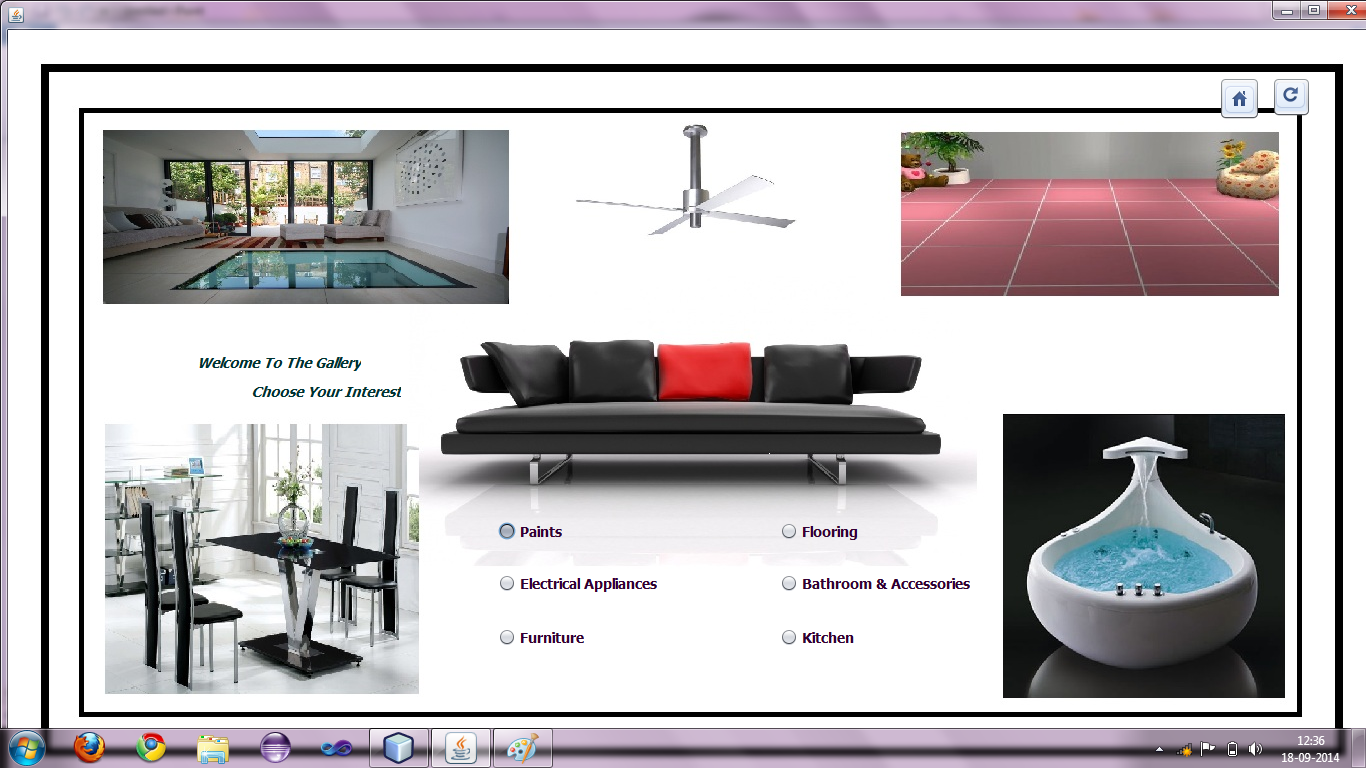 Welcome To The Gallery
Choose Your Interest
Paints
Flooring
Electrical Appliances
Bathroom & Accessories
Furniture
Kitchen
12:36
18-09-2014